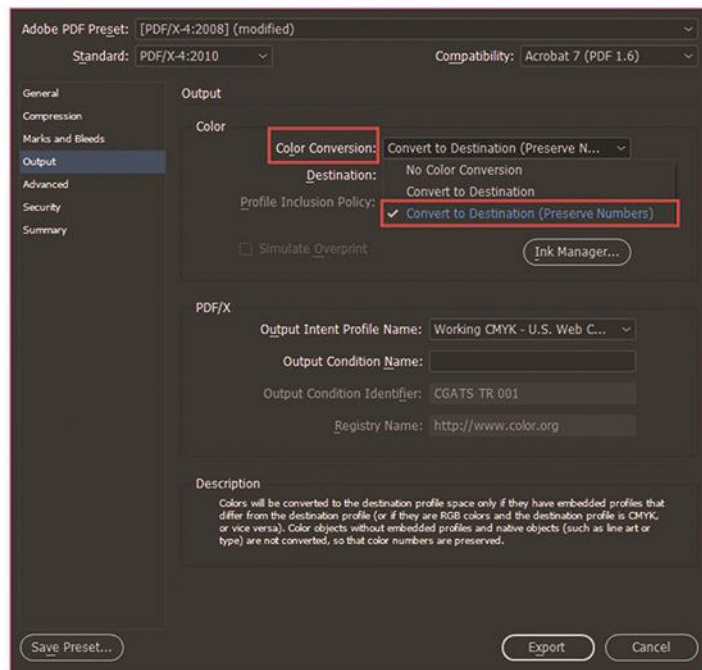 Adobe PDF Preset: [PDF/X-4:2008] (modified)
Standard: PDF/X-4:2010 Compatibility: Acrobat 7 (PDF 1.6)
General
Compression
Marks and Bleeds
Output
Advanced
Security
Summary
Output
Color
Color Conversion: Convert to Destination (Preserve N...
No Color Conversion
Destination:
Convert to Destination
Profile Inclusion Policy:
✓ Convert to Destination (Preserve Numbers)
Simulate Overprint
Ink Manager...
PDF/X
Output Intent Profile Name: Working CMYK - U.S. Web C...
Output Condition Name:
Output Condition Identifier: CGATS TR 001
Registry Name: http://www.color.org
Description
Colors will be converted to the destination profile space only if they have embedded profiles that
differ from the destination profile (or if they are RGB colors and the destination profile is CMYK,
or vice versa). Color objects without embedded profiles and native objects (such as line art or
type) are not converted, so that color numbers are preserved.
Save Preset... Export Cancel